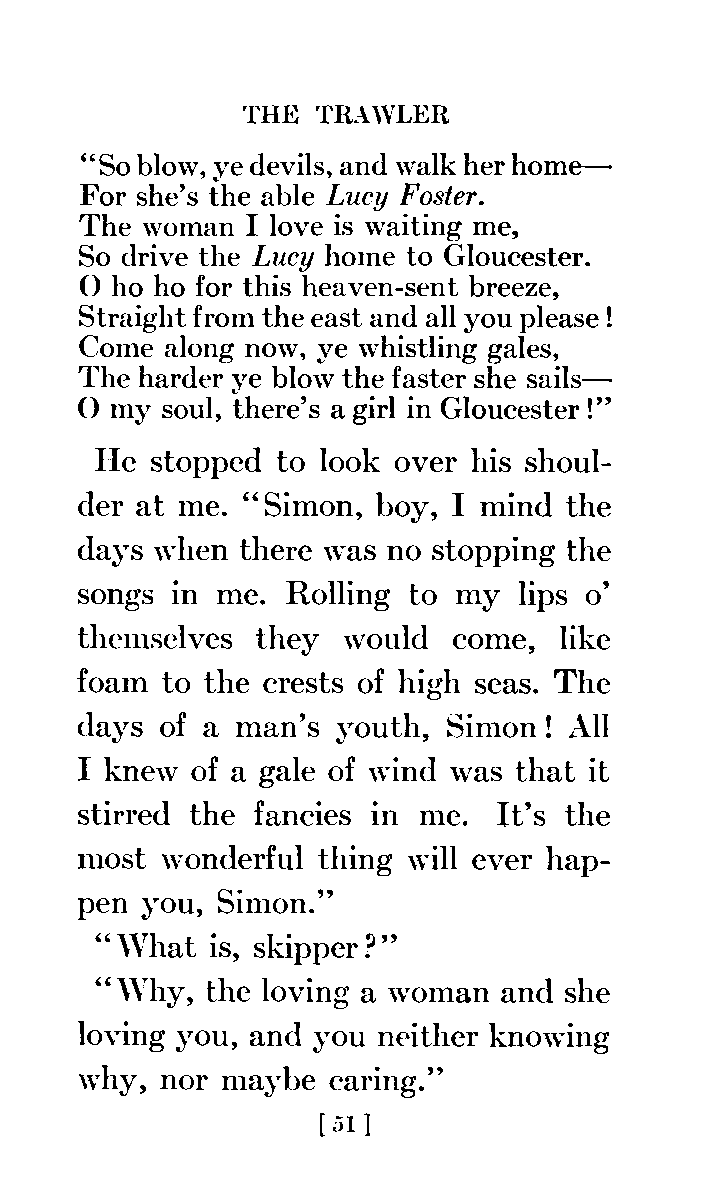 THE TRAWLER
“So blow, ye devils, and walk her home—
For she’s the able Lucy Foster.
The woman I love is waiting me,
So drive the Lucy home to Gloucester.
O ho ho for this heaven-sent breeze,
Straight from the east and all you please!
Come along now, ye whistling gales,
The harder ye blow the faster she sails—
O my soul, there’s a girl in Gloucester!”
He stopped to look over his shoul-
der at me. “Simon, boy, I mind the
days when there was no stopping the
songs in me. Rolling to my lips o’
themselves they would come, like
foam to the crests of high seas. The
days of a man’s youth, Simon! All
I knew of a gale of wind was that it
stirred the fancies in me. It’s the
most wonderful thing will ever hap-
pen you, Simon.”
“What is, skipper?”
“Why, the loving a woman and she
loving you, and you neither knowing
why, nor maybe caring.”
[51]